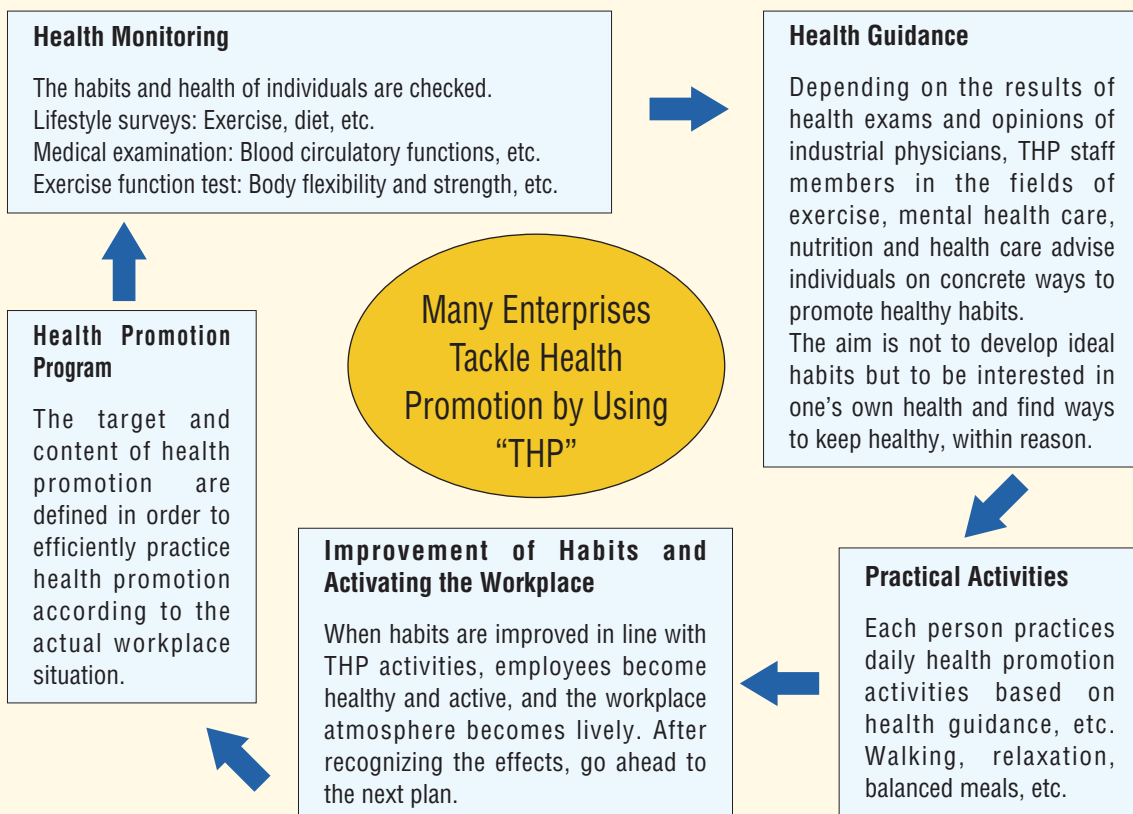 Health Monitoring
The habits and health of individuals are checked.
Lifestyle surveys: Exercise, diet, etc.
Medical examination: Blood circulatory functions, etc.
Exercise function test: Body flexibility and strength, etc.
Health Guidance
Depending on the results of
health exams and opinions of
industrial physicians, THP staff
members in the fields of
exercise, mental health care,
nutrition and health care advise
individuals on concrete ways to
promote healthy habits.
The aim is not to develop ideal
habits but to be interested in
one's own health and find ways
to keep healthy, within reason.
Many Enterprises
Tackle Health
Promotion by Using
“THP”
Health Promotion
Program
The target and
content of health
promotion are
defined in order to
efficiently practice
health promotion
according to the
actual workplace
situation.
Improvement of Habits and
Activating the Workplace
When habits are improved in line with
THP activities, employees become
healthy and active, and the workplace
atmosphere becomes lively. After
recognizing the effects, go ahead to
the next plan.
Practical Activities
Each person practices
daily health promotion
activities based on
health guidance, etc.
Walking, relaxation,
balanced meals, etc.